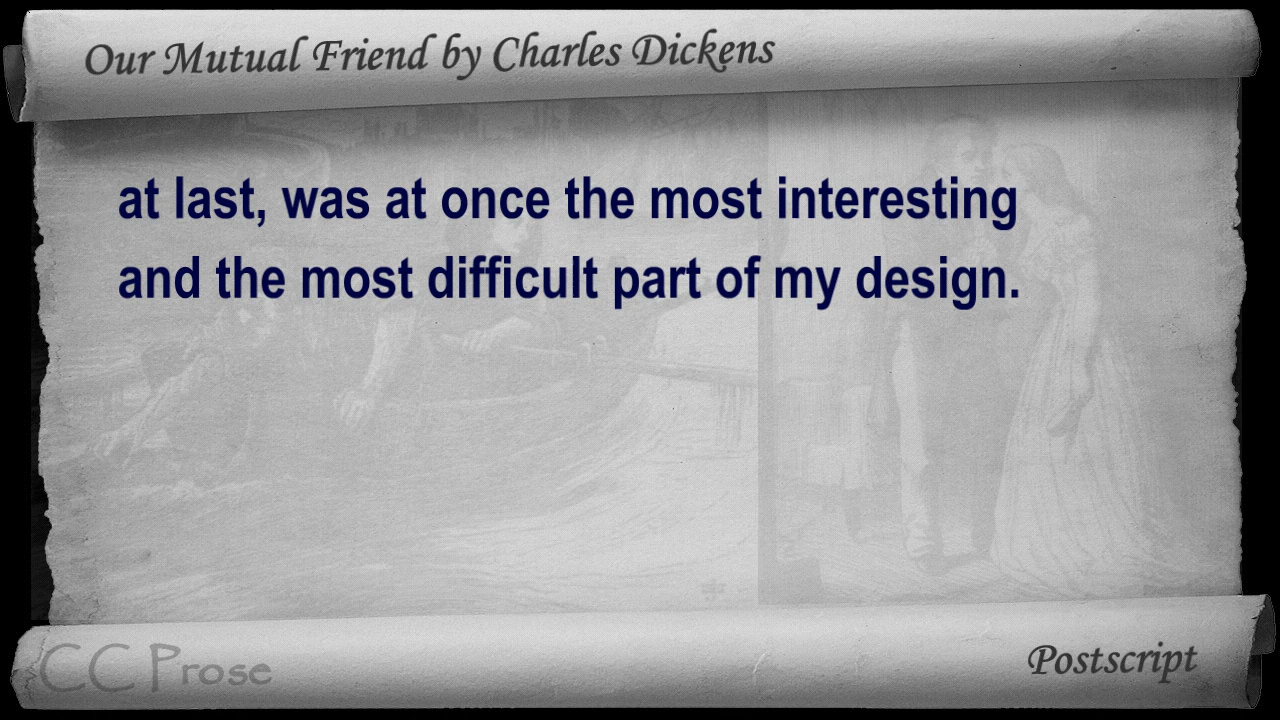 Our Mutual Friend by Charles Dickens
at last, was at once the most interesting
and the most difficult part of my design.
CC Prose
Postscript